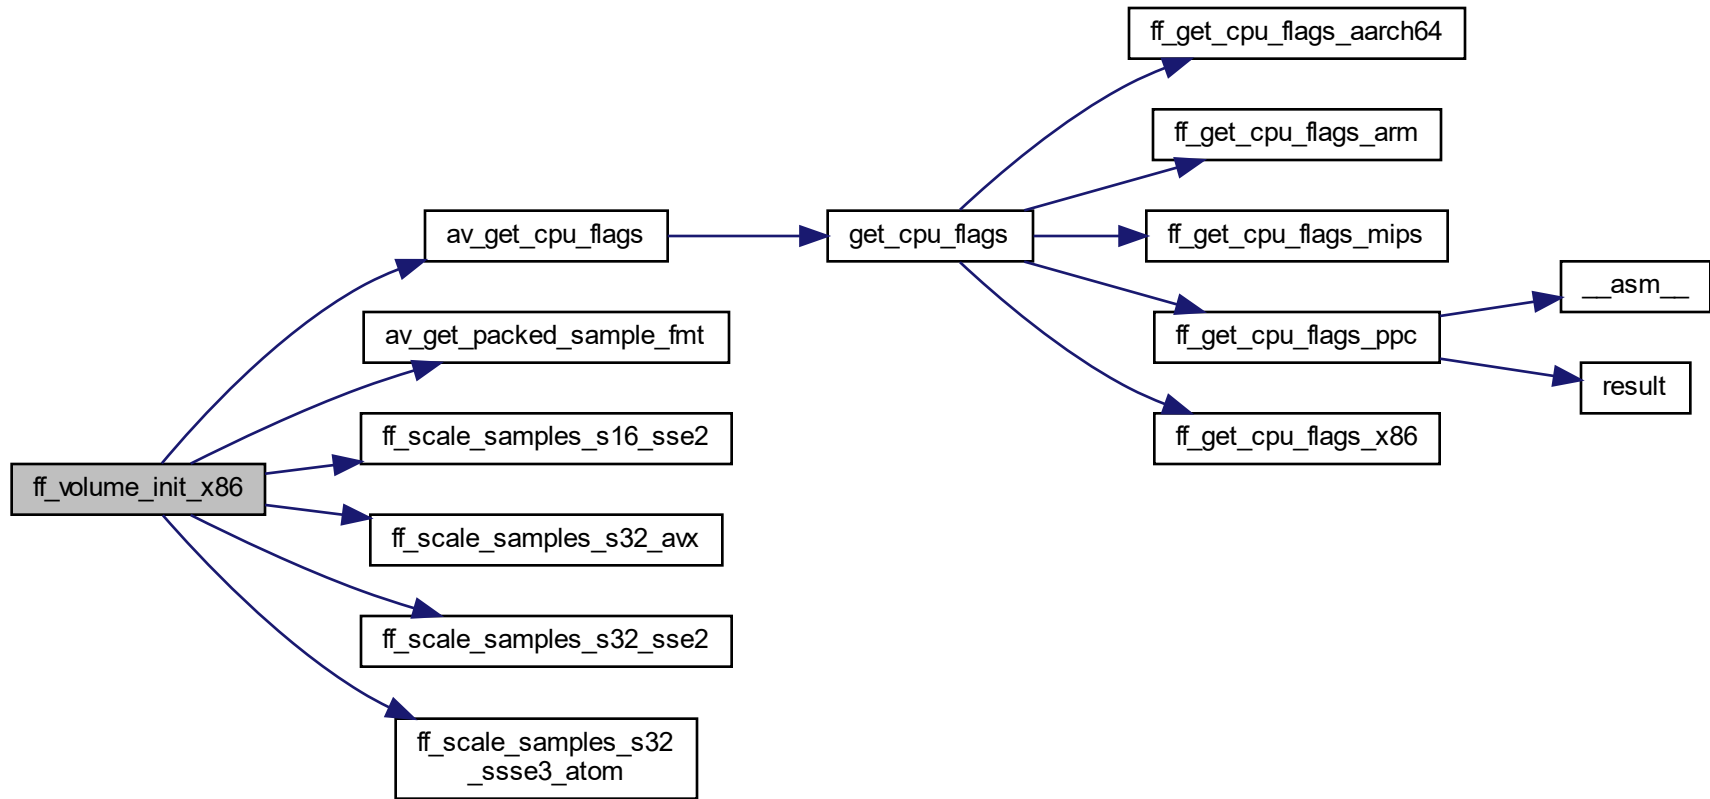 ff_get_cpu_flags_aarch64
ff_get_cpu_flags_arm
av_get_cpu_flags
get_cpu_flags
ff_get_cpu_flags_mips
__asm__
av_get_packed_sample_fmt
ff_get_cpu_flags_ppc
result
ff_scale_samples_s16_sse2
ff_get_cpu_flags_x86
ff_volume_init_x86
ff_scale_samples_s32_avx
ff_scale_samples_s32_sse2
ff_scale_samples_s32
_ssse3_atom